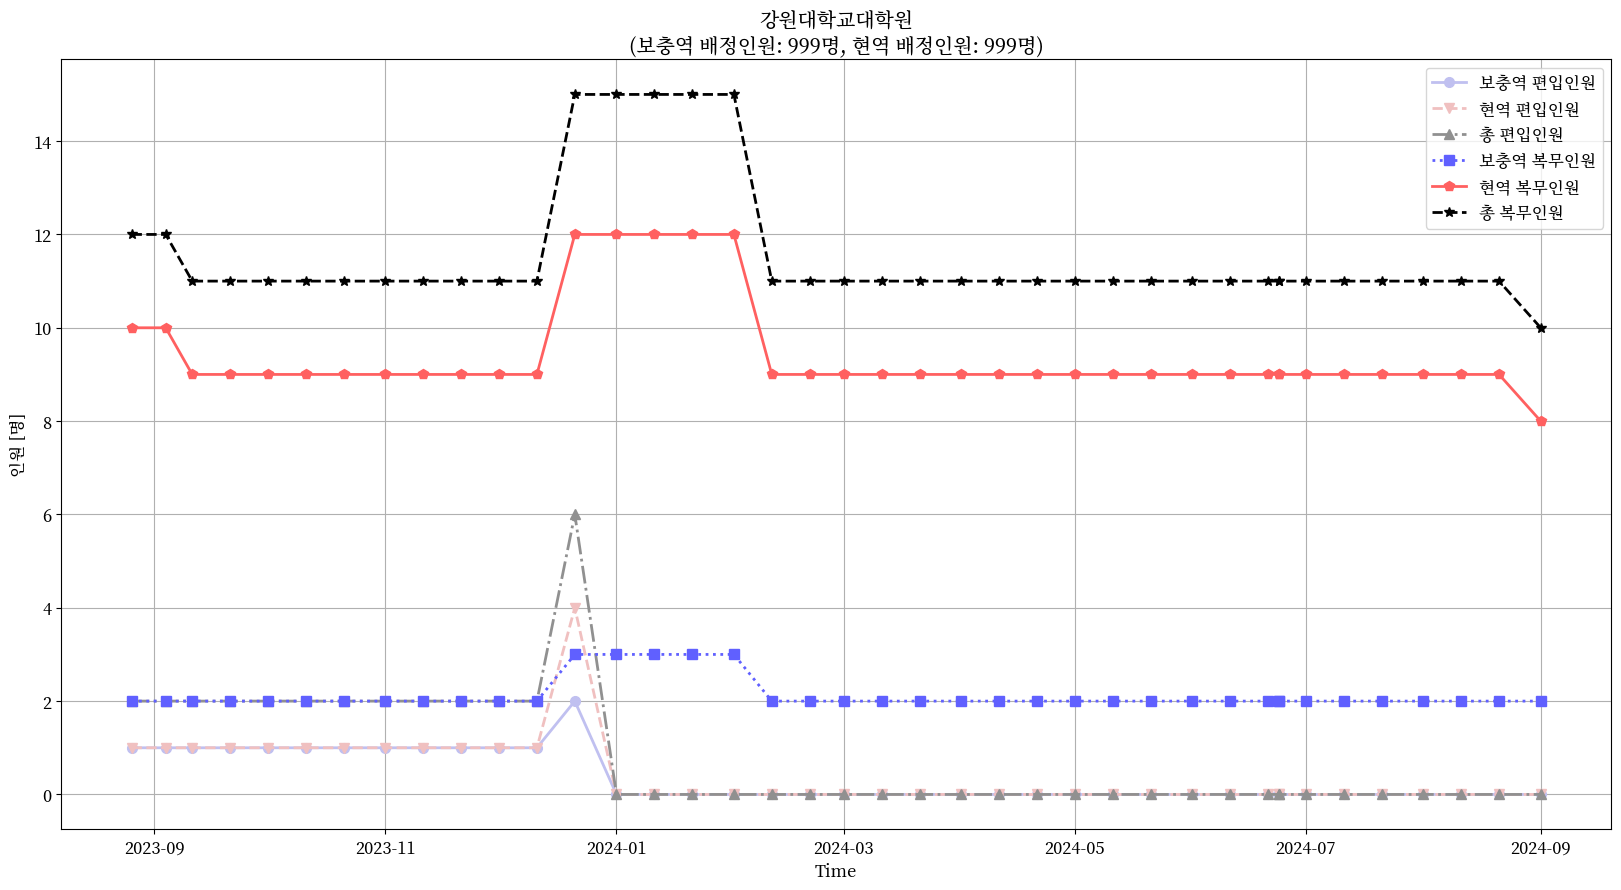 강원대학교대학원
(보충역 배정인원: 999명, 현역 배정인원: 999명)
보충역 편입인원
현역 편입인원
총 편입인원
보충역 복무인원
현역 복무인원
총 복무인원
인원 [명]
14
12
10
8
6
4
2
0
2023-09
2023-11
2024-01
2024-03
2024-05
2024-07
2024-09
Time